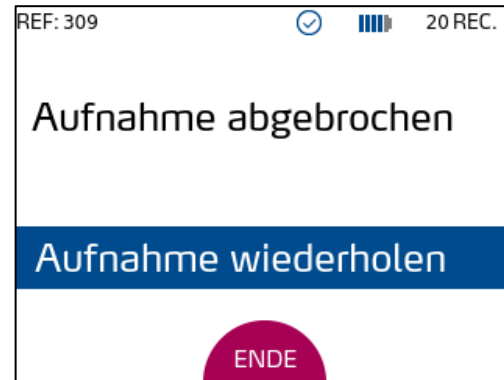 REF: 309 20 REC.
Aufnahme abgebrochen
Aufnahme wiederholen
ENDE